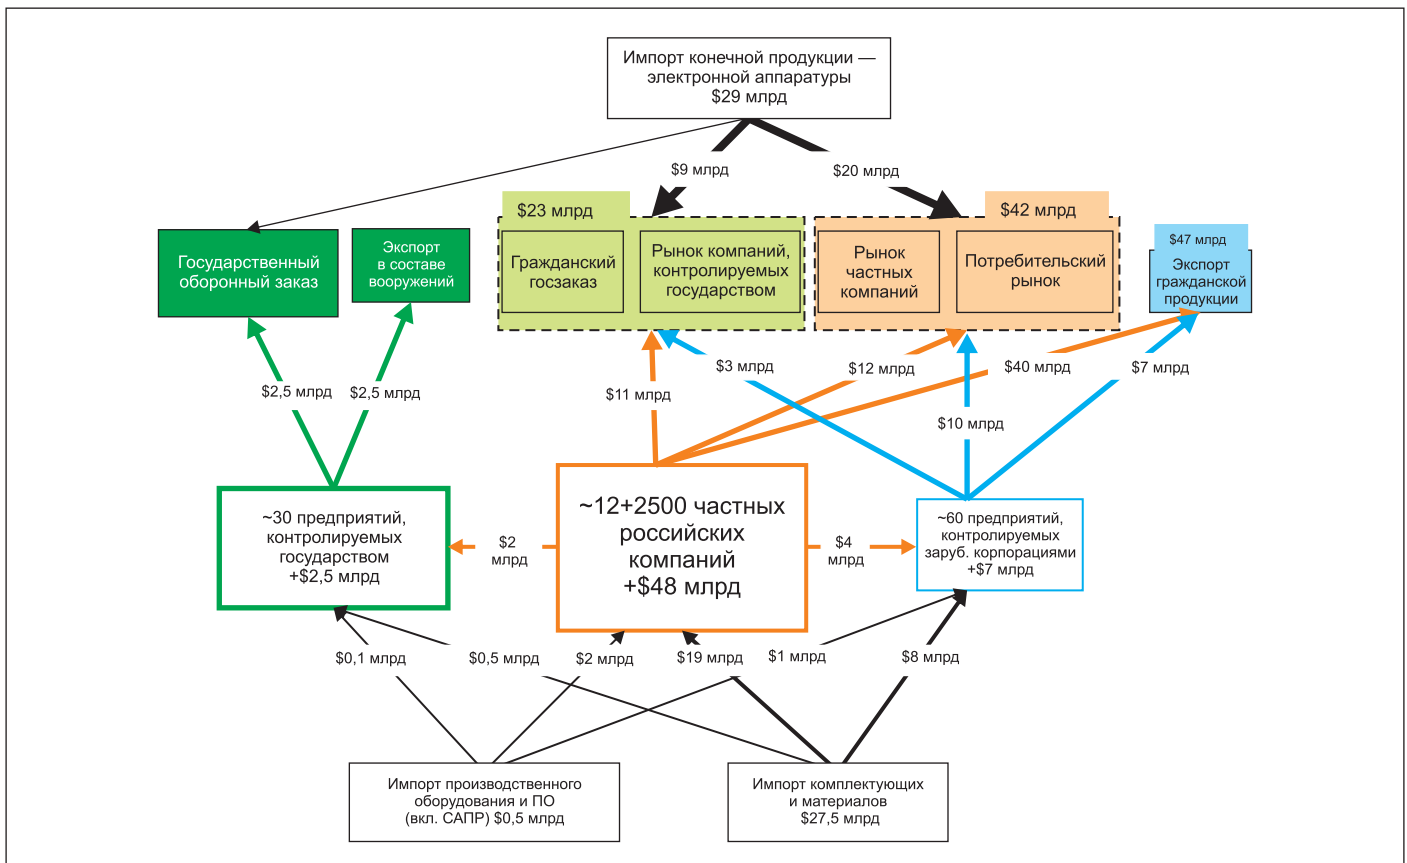 Импорт конечной продукции —
электронной аппаратуры
$29 млрд
$9 млрд
$20 млрд
$23 млрд
$42 млрд
$47 млрд
Государственный
оборонный заказ
Экспорт
в составе
вооружений
Гражданский
госзаказ
Рынок компаний,
контролируемых
государством
Рынок
частных
компаний
Потребительский
рынок
Экспорт
гражданской
продукции
$2,5 млрд
$2,5 млрд
$11 млрд
$3 млрд
$12 млрд
$10 млрд
$40 млрд
$7 млрд
~30 предприятий,
контролируемых
государством
+$2,5 млрд
$2
млрд
~12+2500 частных
российских
компаний
+$48 млрд
$4
млрд
~60 предприятий,
контролируемых
заруб. корпорациями
+$7 млрд
$0,1 млрд
$0,5 млрд
$2 млрд
$19 млрд
$1 млрд
$8 млрд
Импорт производственного
оборудования и ПО
(вкл. САПР) $0,5 млрд
Импорт комплектующих
и материалов
$27,5 млрд